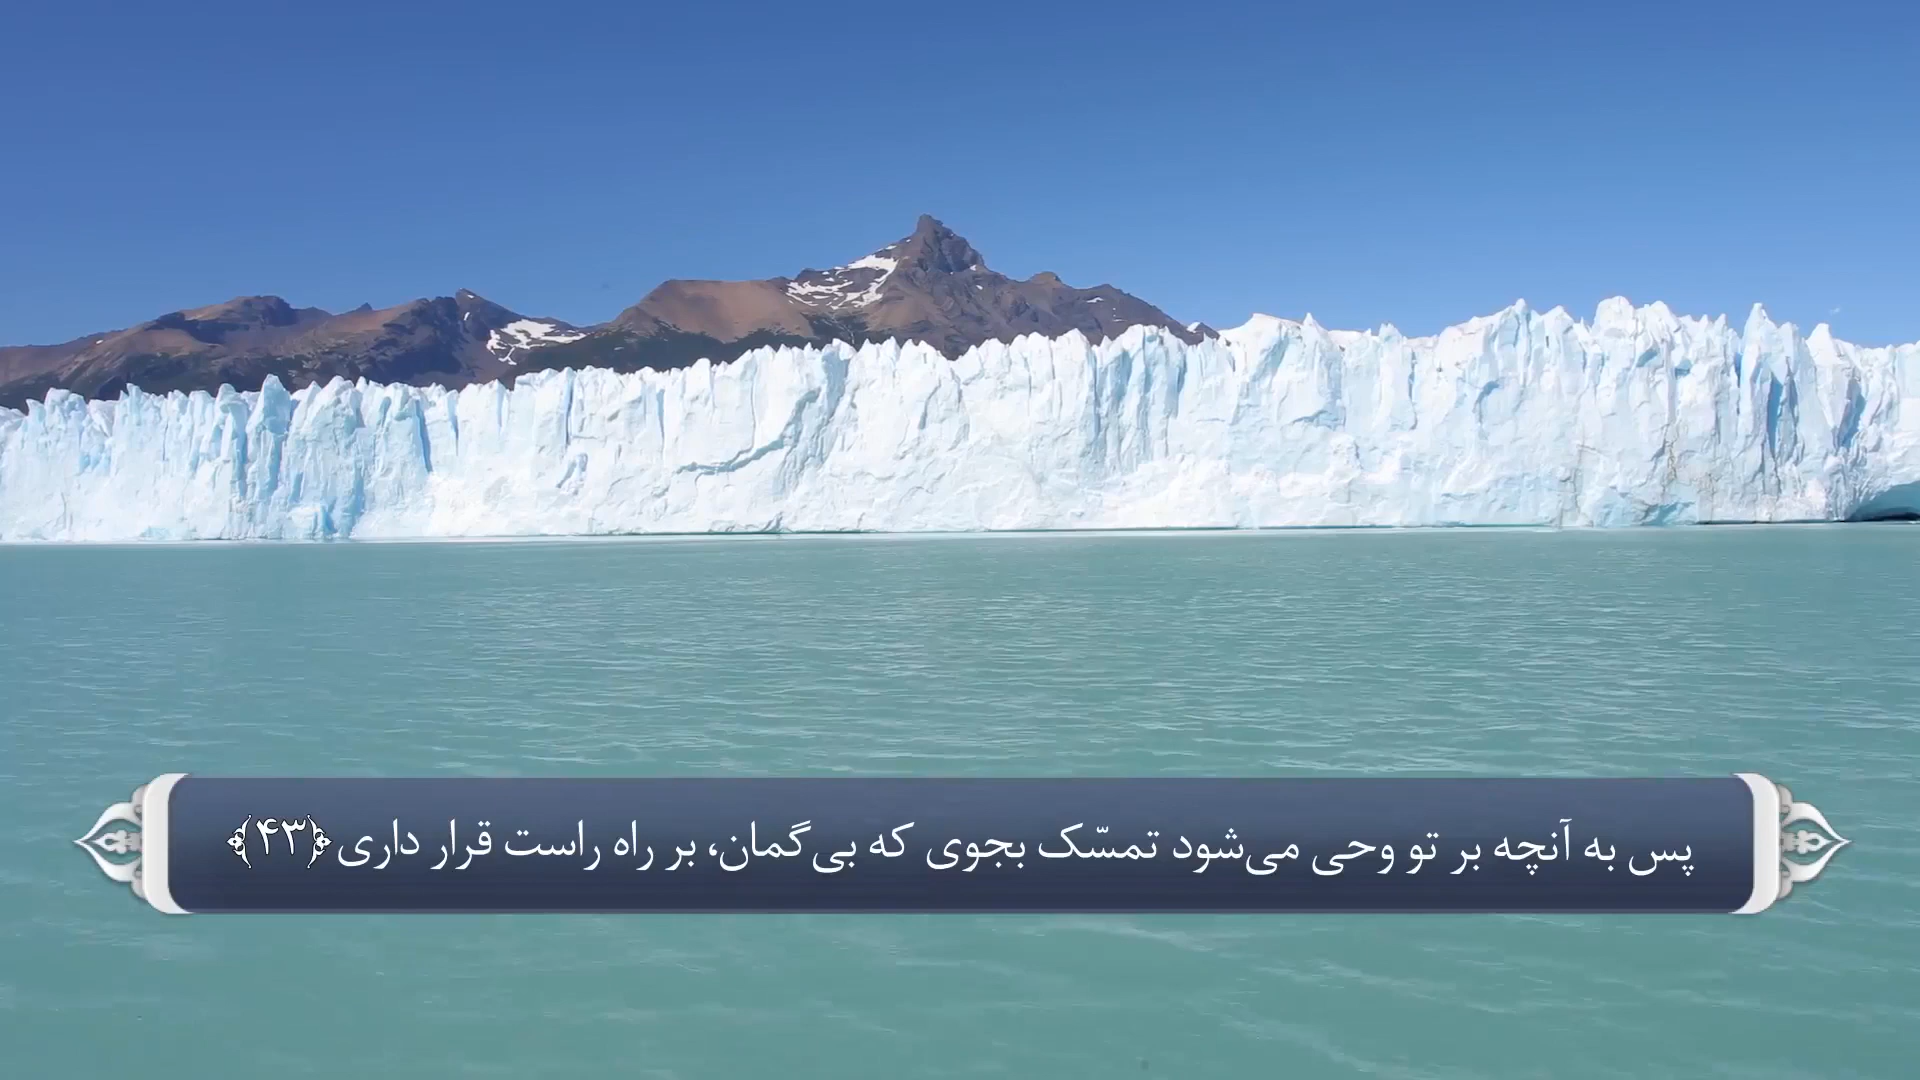 پس به آنچه بر تو وحی می‌شود تمسّک بجوی که بی‌گمان، بر راه راست قرار داری ﴿۴۳﴾